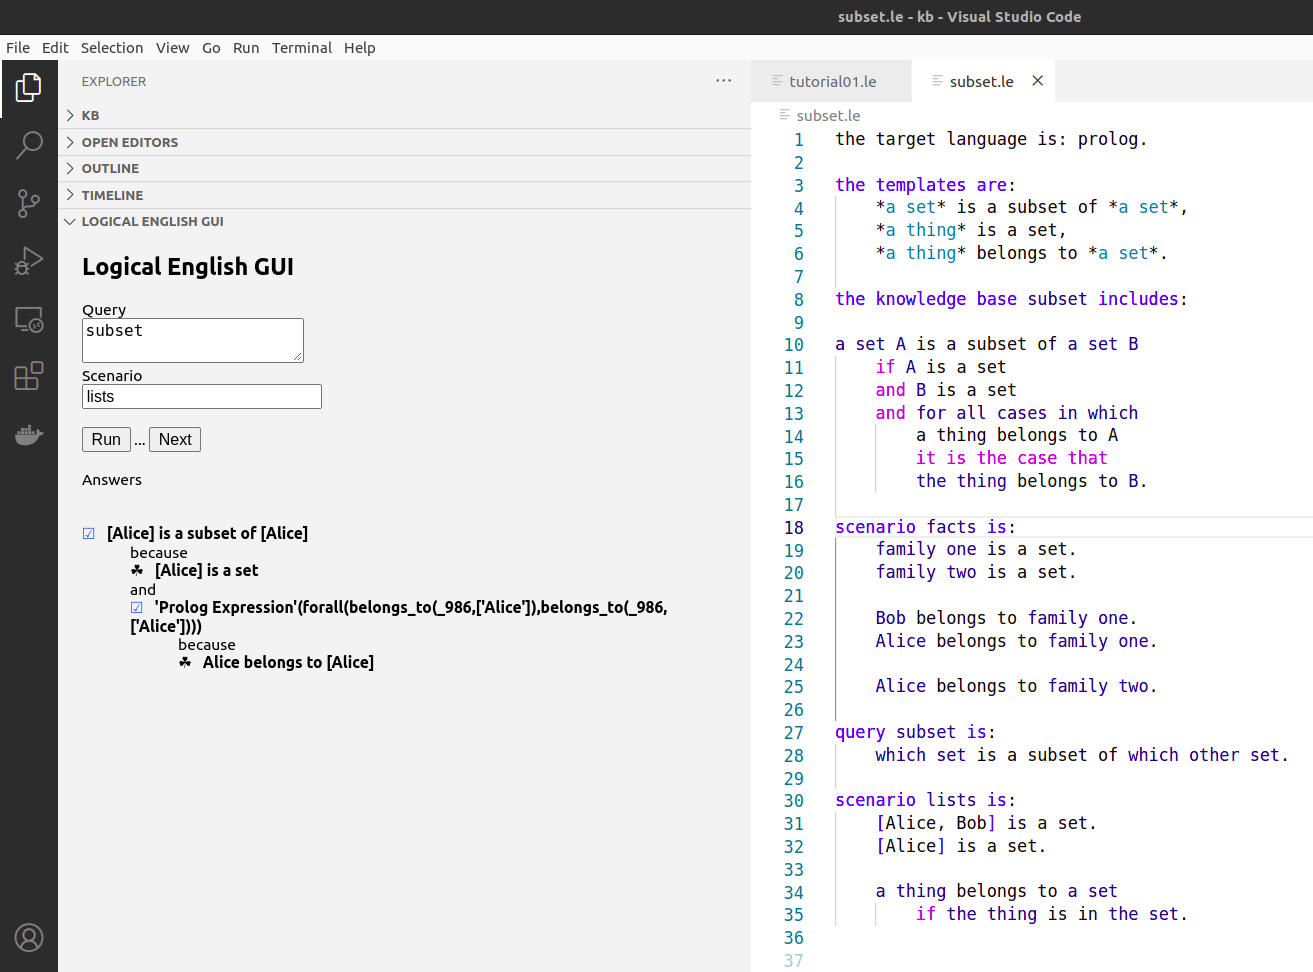 subset.le - kb - Visual Studio Code
File Edit Selection View Go Run Terminal Help
EXPLORER ···
KB
OPEN EDITORS
OUTLINE
TIMELINE
LOGICAL ENGLISH GUI
Logical English GUI
Query
subset
Scenario
lists
Run ... Next
Answers
☑ [Alice] is a subset of [Alice]
because
☘ [Alice] is a set
and
☑ 'Prolog Expression'(forall(belongs_to(_986,['Alice']),belongs_to(_986,
['Alice'])))
because
☘ Alice belongs to [Alice]
tutorial01.le subset.le ×
subset.le
1 the target language is: prolog.
2
3 the templates are:
4 *a set* is a subset of *a set*,
5 *a thing* is a set,
6 *a thing* belongs to *a set*.
7
8 the knowledge base subset includes:
9
10 a set A is a subset of a set B
11 if A is a set
12 and B is a set
13 and for all cases in which
14 a thing belongs to A
15 it is the case that
16 the thing belongs to B.
17
18 scenario facts is:
19 family one is a set.
20 family two is a set.
21
22 Bob belongs to family one.
23 Alice belongs to family one.
24
25 Alice belongs to family two.
26
27 query subset is:
28 which set is a subset of which other set.
29
30 scenario lists is:
31 [Alice, Bob] is a set.
32 [Alice] is a set.
33
34 a thing belongs to a set
35 if the thing is in the set.
36
37